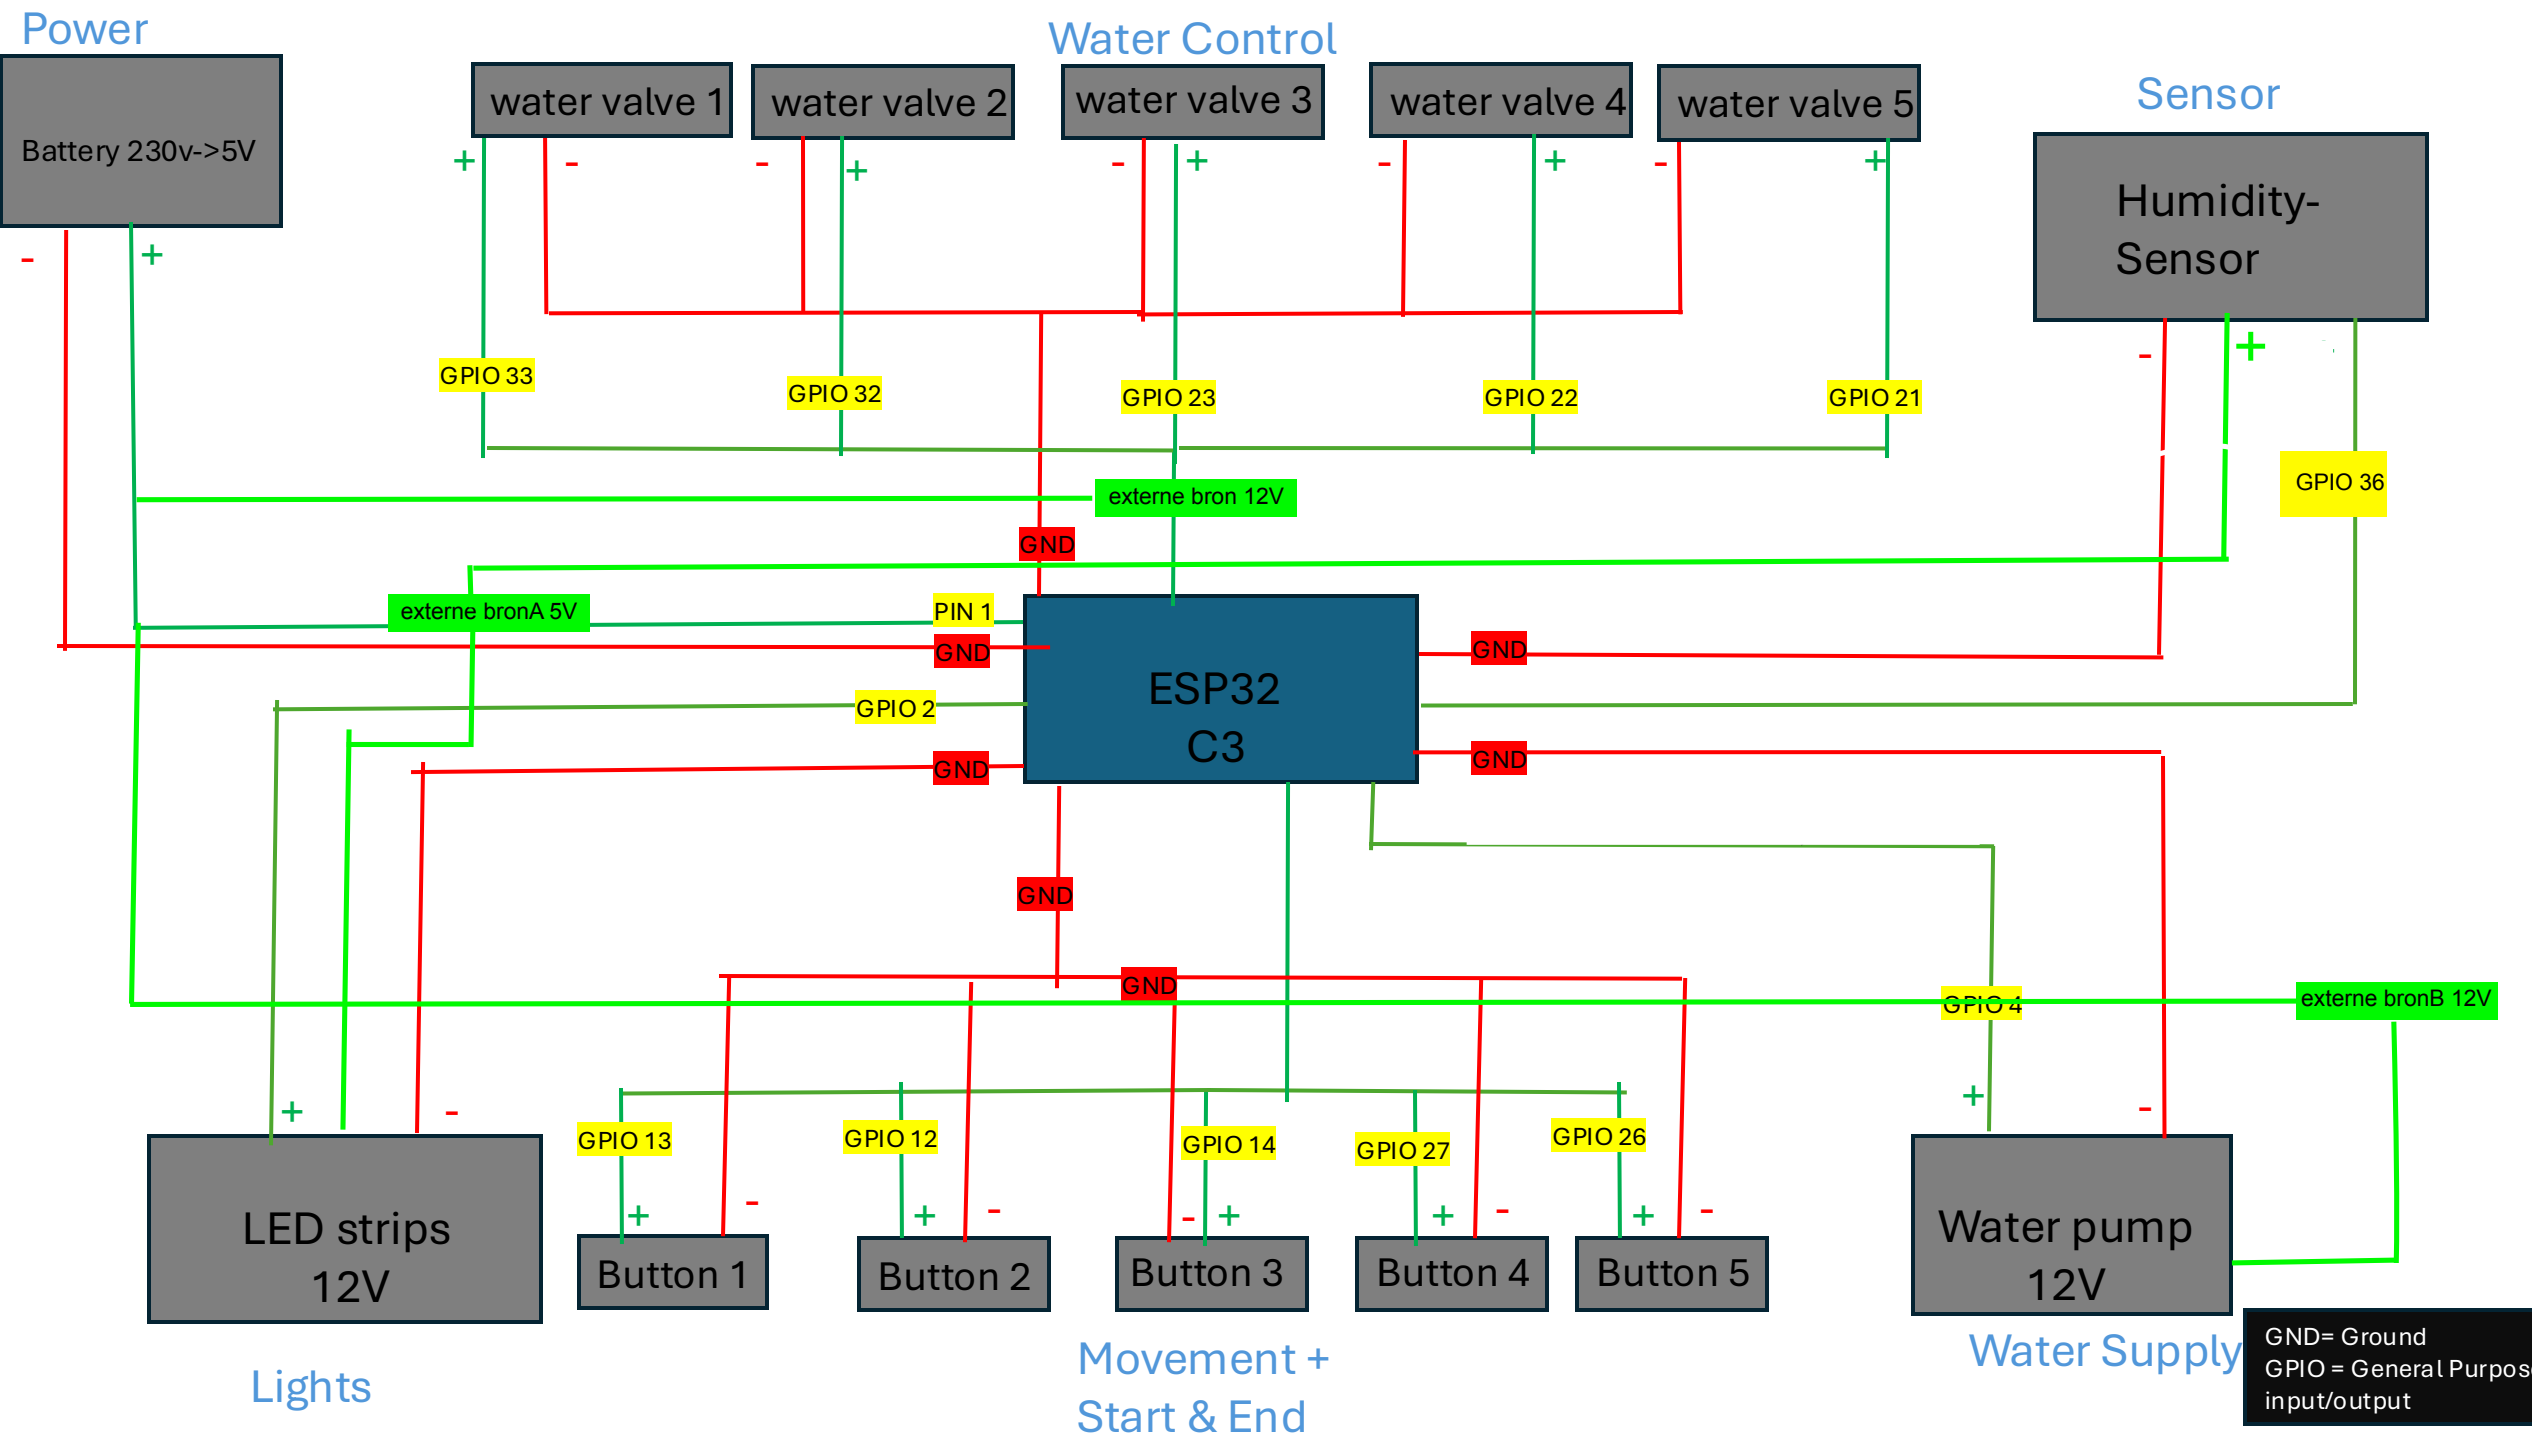 Power
Water Control
Sensor
Battery 230v->5V
water valve 1
water valve 2
water valve 3
water valve 4
water valve 5
Humidity-
Sensor
+
-
-
+
-
+
-
+
-
+
-
+
-
+
GPIO 33
GPIO 32
GPIO 23
GPIO 22
GPIO 21
GPIO 36
externe bron 12V
GND
externe bronA 5V
PIN 1
GND
GND
ESP32
C3
GPIO 2
GND
GND
GND
GND
GPIO 4
externe bronB 12V
+
-
+
-
GPIO 13
GPIO 12
GPIO 14
GPIO 27
GPIO 26
+
-
+
-
-
+
+
-
+
-
LED strips
12V
Button 1
Button 2
Button 3
Button 4
Button 5
Water pump
12V
Lights
Movement +
Start & End
Water Supply
GND= Ground
GPIO = General Purpos
input/output